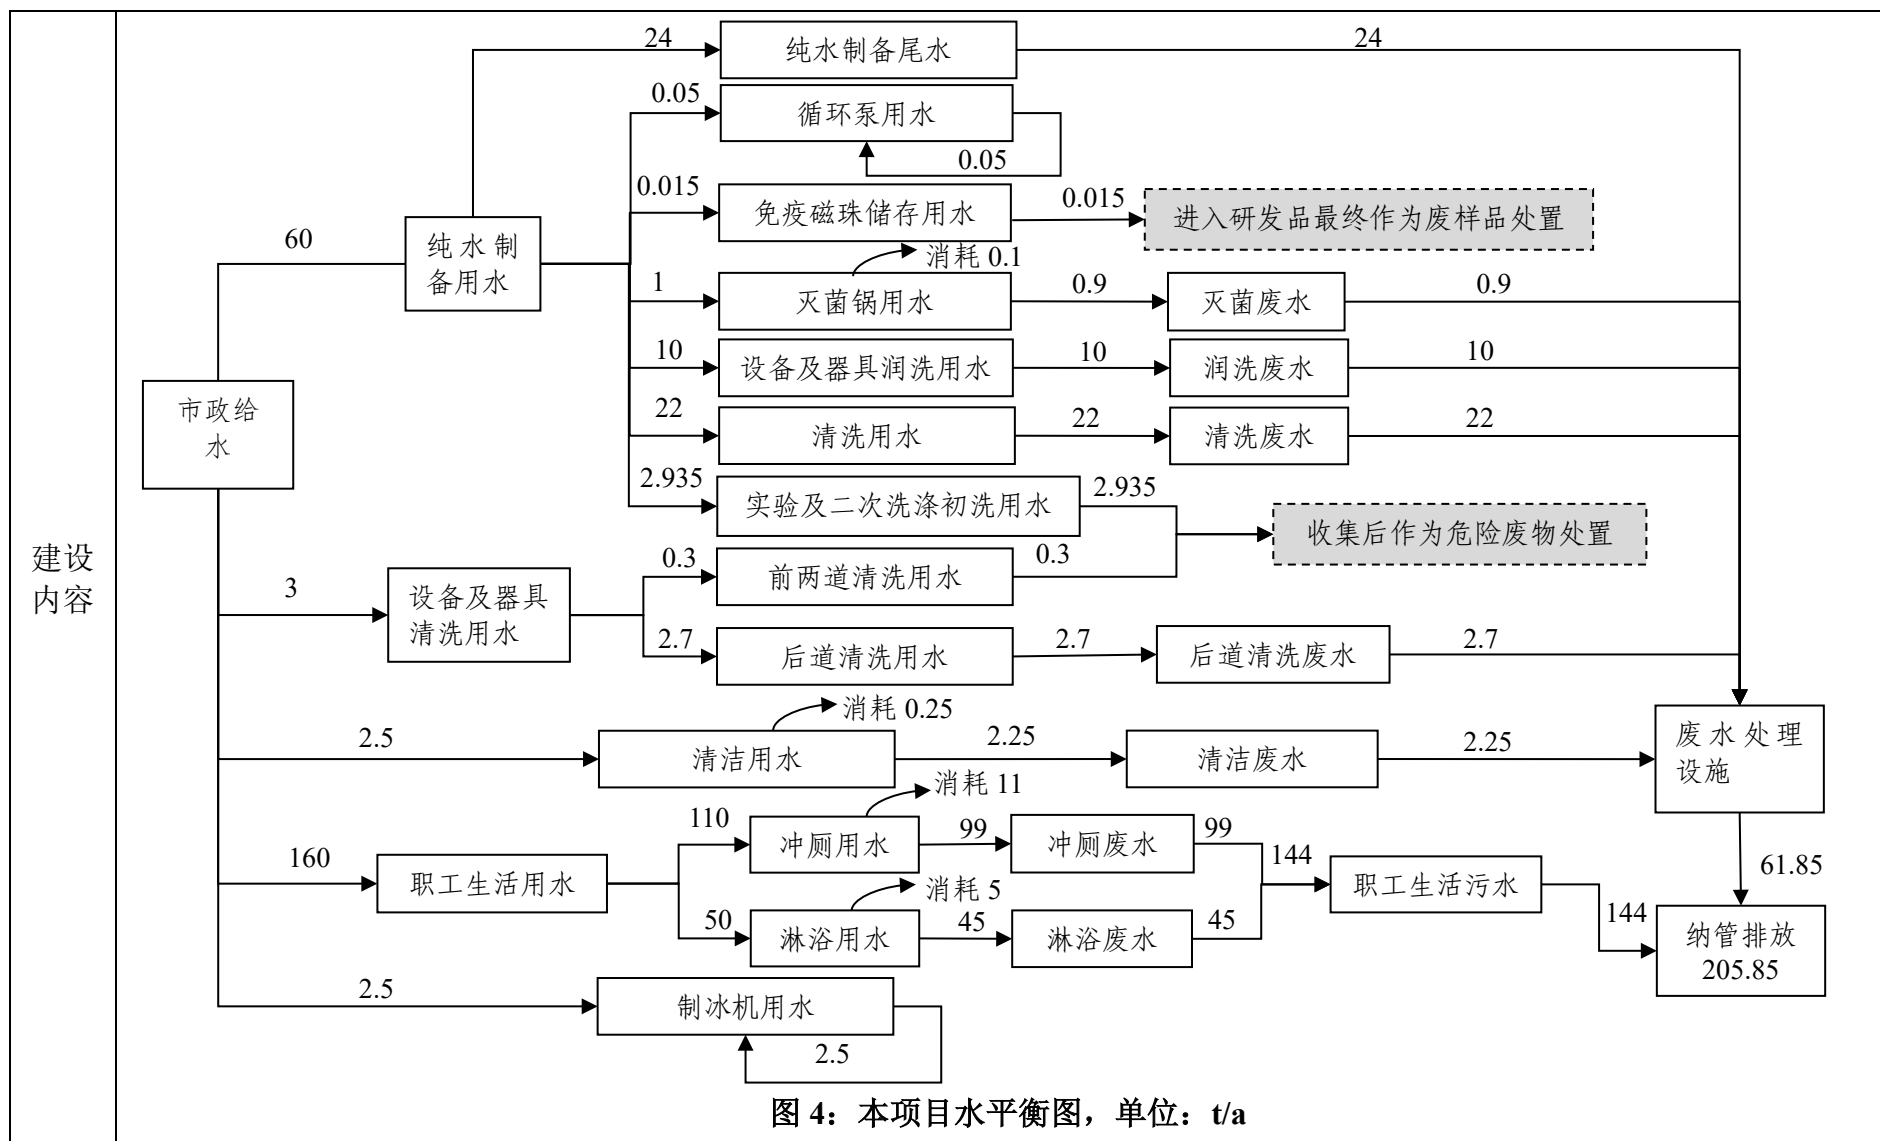 24
纯水制备尾水
24
0.05
循环泵用水
0.05
0.015
免疫磁珠储存用水
0.015
进入研发品最终作为废样品处置
60
纯水制
备用水
消耗 0.1
1
灭菌锅用水
0.9
灭菌废水
0.9
10
设备及器具润洗用水
10
润洗废水
10
市政给
水
22
清洗用水
22
清洗废水
22
2.935
实验及二次洗涤初洗用水
2.935
收集后作为危险废物处置
建设
内容
0.3
前两道清洗用水
0.3
3
设备及器具
清洗用水
2.7
后道清洗用水
2.7
后道清洗废水
2.7
消耗 0.25
2.5
清洁用水
2.25
清洁废水
2.25
废水处理
设施
消耗 11
110
冲厕用水
99
冲厕废水
99
160
职工生活用水
144
职工生活污水
61.85
消耗 5
50
淋浴用水
45
淋浴废水
45
144
纳管排放
205.85
2.5
制冰机用水
2.5
图 4：本项目水平衡图，单位：t/a